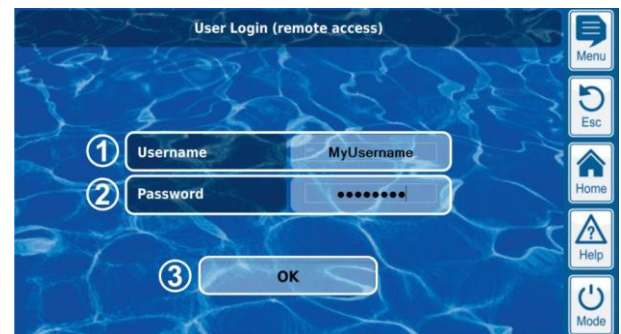 User Login (remote access)
Menu
Esc
① Username MyUsername
② Password ••••••••
Home
Help
③ OK
Mode